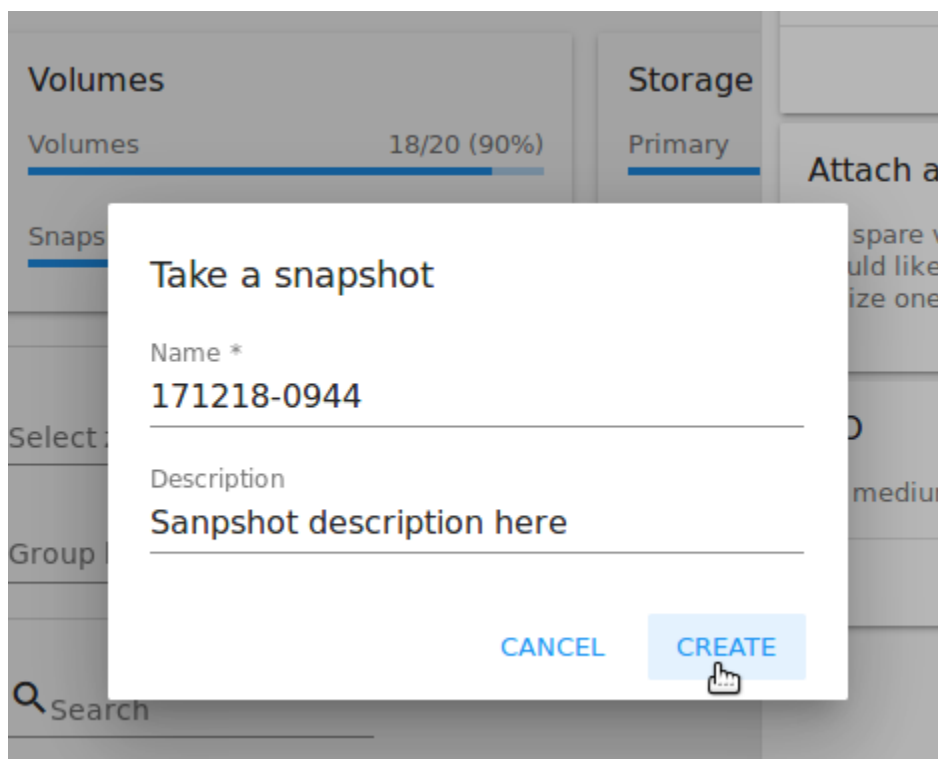 Volumes
Volumes 18/20 (90%)
Snaps
Storage
Primary
Attach a
spare
uld like
ize one
Take a snapshot
Name *
171218-0944
Description
Sanpshot description here
CANCEL CREATE
Select
Group
mediu
Search